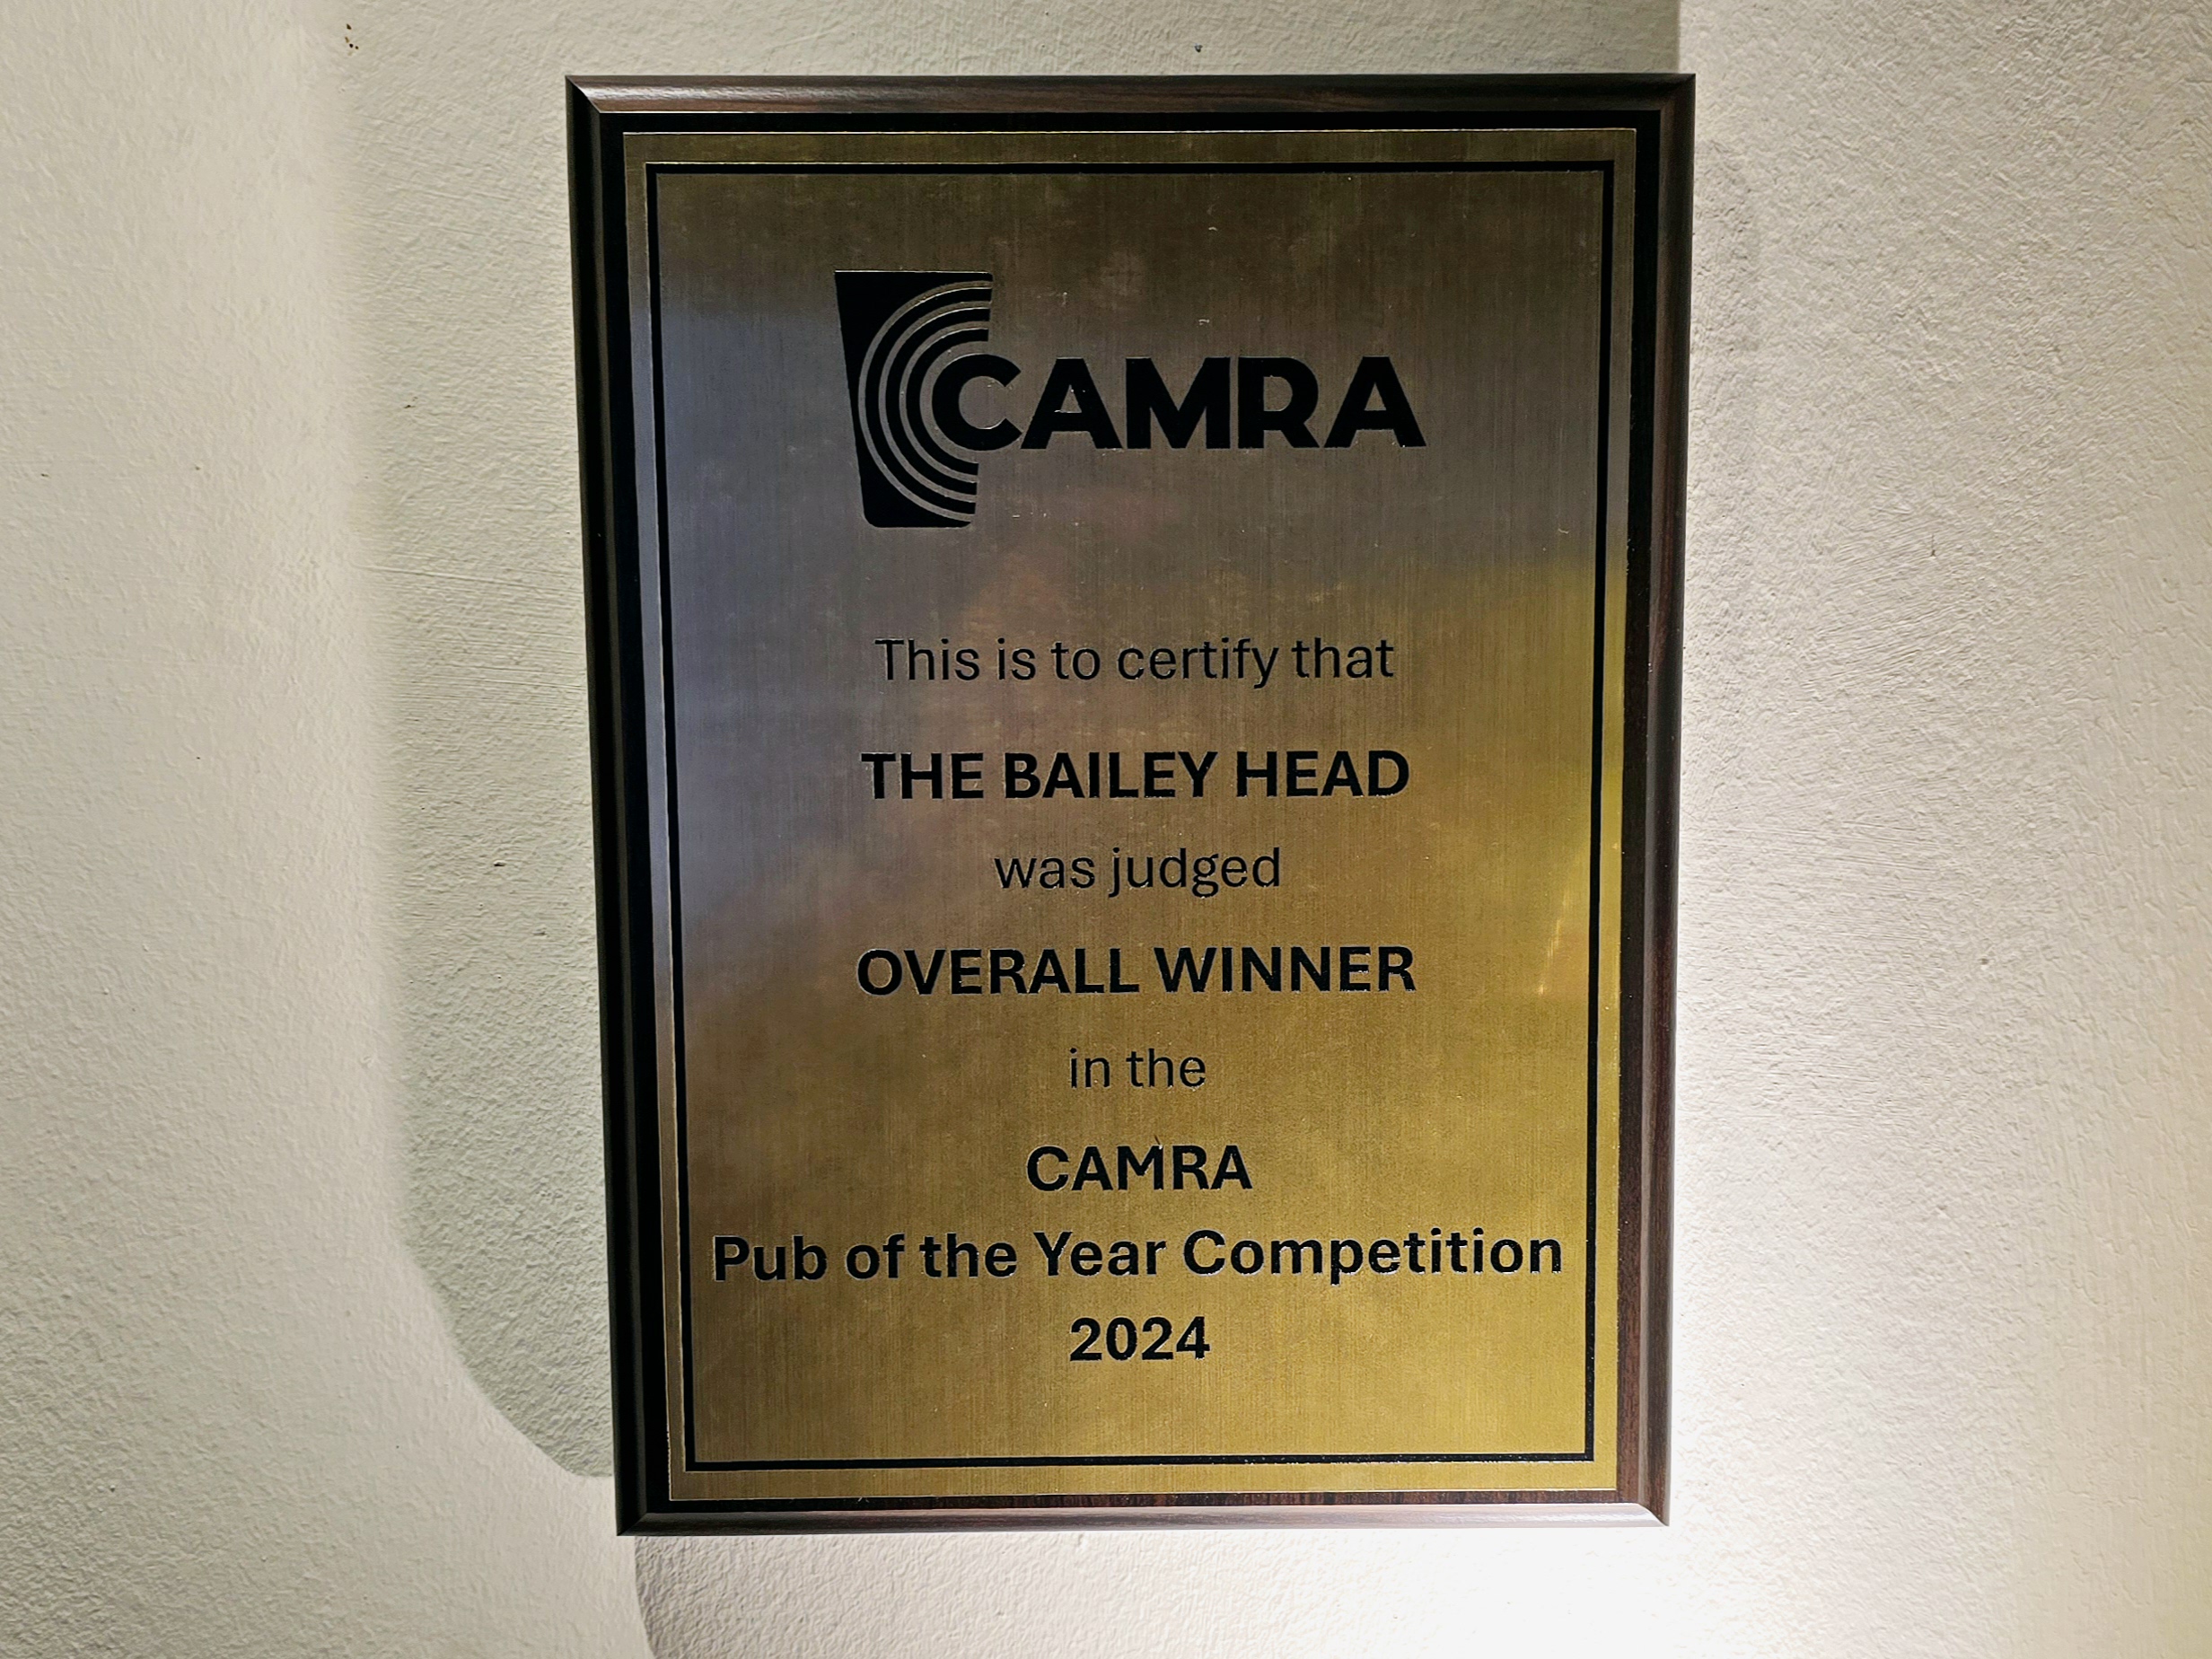 CAMRA
This is to certify that
THE BAILEY HEAD
was judged
OVERALL WINNER
in the
CAMRA
Pub of the Year Competition
2024